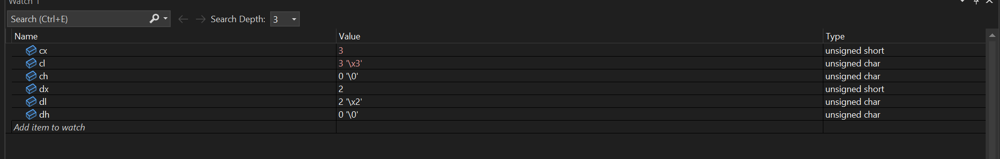 Watch 1
Search (Ctrl+E) Search Depth: 3
Name Value Type
cx 3 unsigned short
cl 3 '\x3' unsigned char
ch 0 '\0' unsigned char
dx 2 unsigned short
dl 2 '\x2' unsigned char
dh 0 '\0' unsigned char
Add item to watch